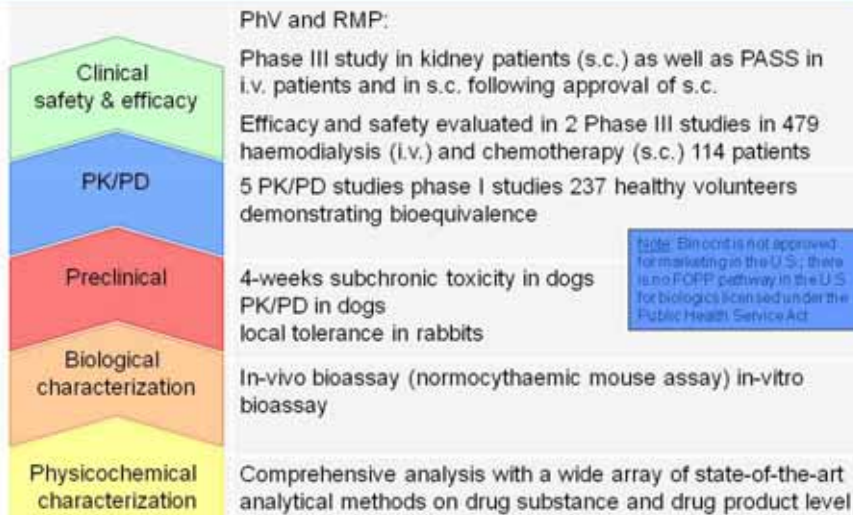 PhV and RMP:
Clinical
safety & efficacy
Phase III study in kidney patients (s.c.) as well as PASS in
i.v. patients and in s.c. following approval of s.c.
Efficacy and safety evaluated in 2 Phase III studies in 479
haemodialysis (i.v.) and chemotherapy (s.c.) 114 patients
PK/PD
5 PK/PD studies phase I studies 237 healthy volunteers
demonstrating bioequivalence
Preclinical
4-weeks subchronic toxicity in dogs
PK/PD in dogs
local tolerance in rabbits
Note: Binocrit is not approved
for marketing in the U.S.; there
is no FOPP pathway in the U.S
for biologics licensed under the
Public Health Service Act
Biological
characterization
In-vivo bioassay (normocythaemic mouse assay) in-vitro
bioassay
Physicochemical
characterization
Comprehensive analysis with a wide array of state-of-the-art
analytical methods on drug substance and drug product level